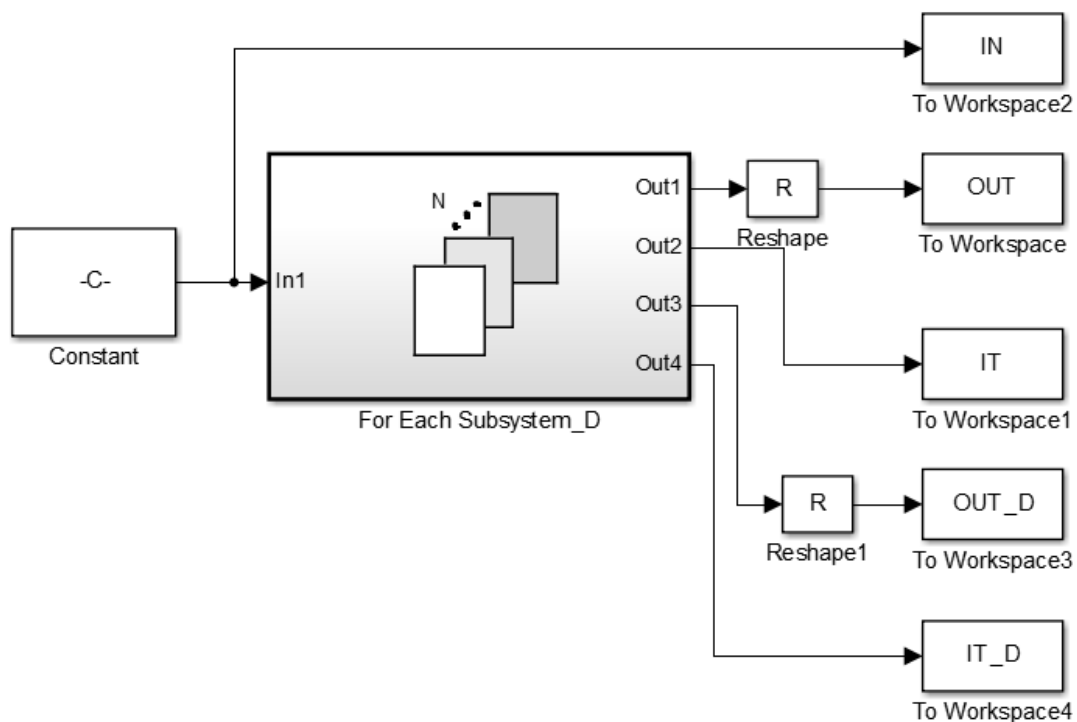 IN
To Workspace2
Out1
R
OUT
N
Reshape
To Workspace
Out2
-C-
In1
Out3
Constant
IT
Out4
To Workspace1
For Each Subsystem_D
R
OUT_D
Reshape1
To Workspace3
IT_D
To Workspace4